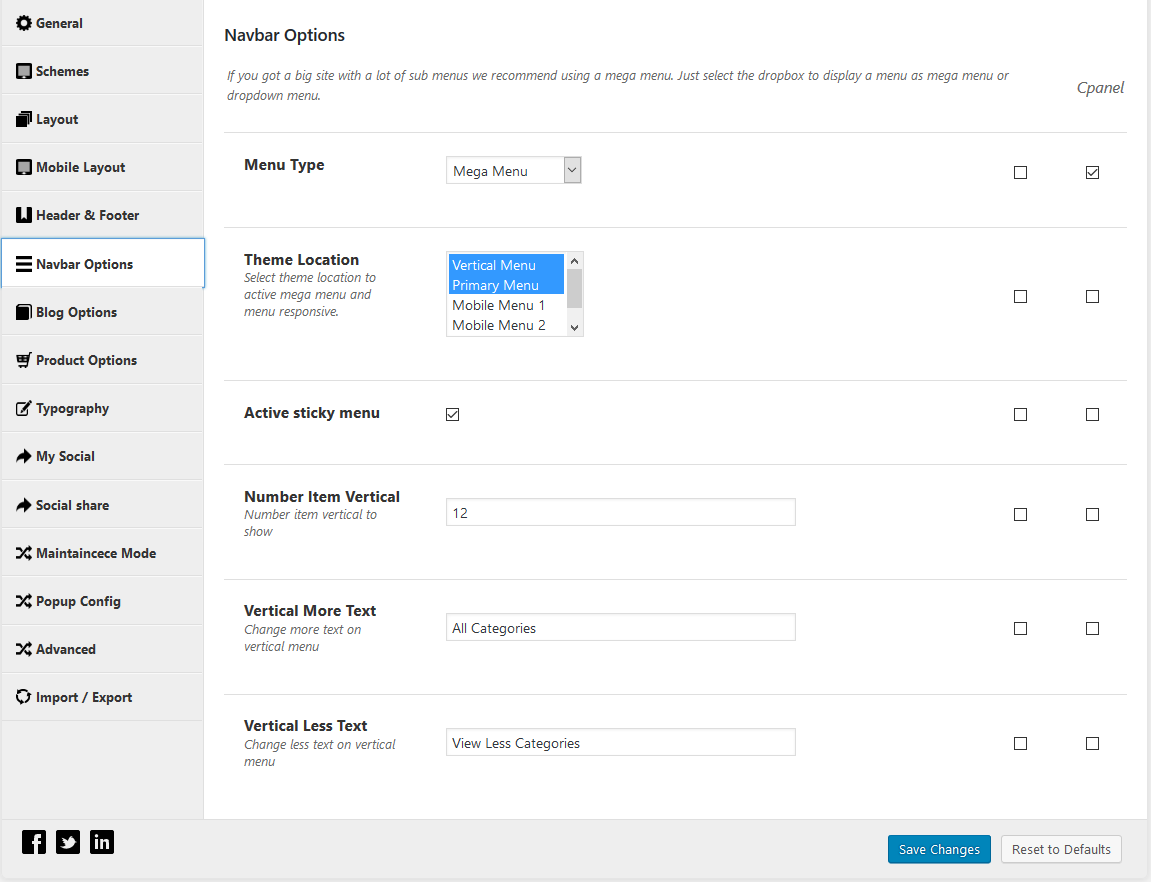 General
Schemes
Layout
Mobile Layout
Header & Footer
Navbar Options
Blog Options
Product Options
Typography
My Social
Social share
Maintaincece Mode
Popup Config
Advanced
Import / Export
Navbar Options
If you got a big site with a lot of sub menus we recommend using a mega menu. Just select the dropbox to display a menu as mega menu or
dropdown menu.
Cpanel
Menu Type
Mega Menu
Theme Location
Select theme location to
active mega menu and
menu responsive.
Vertical Menu
Primary Menu
Mobile Menu 1
Mobile Menu 2
Active sticky menu
Number Item Vertical
Number item vertical to
show
12
Vertical More Text
Change more text on
vertical menu
All Categories
Vertical Less Text
Change less text on vertical
menu
View Less Categories
Save Changes
Reset to Defaults